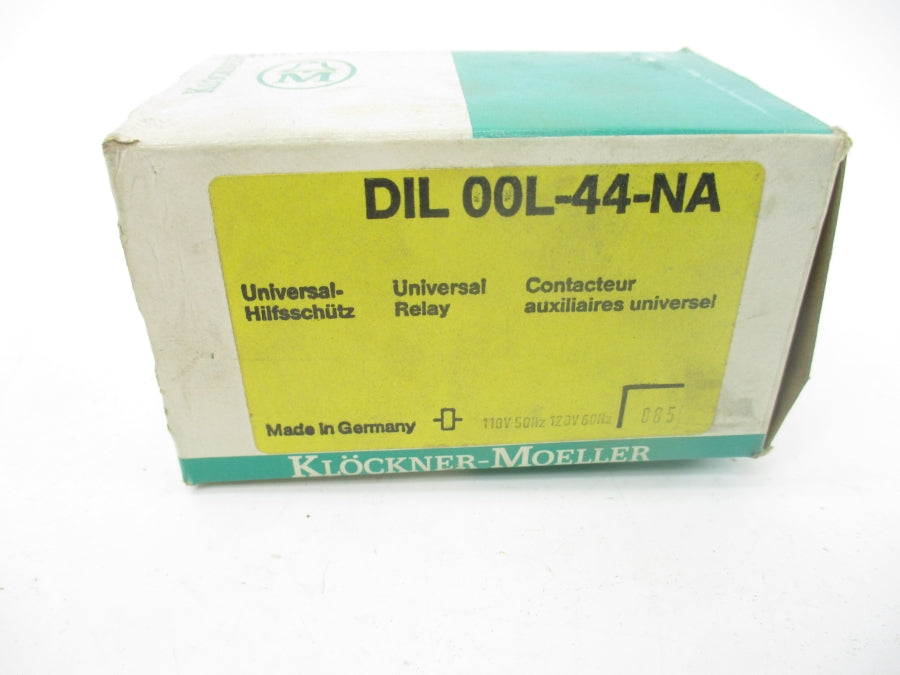 DIL 00L-44-NA
Universal-
Hilfsschütz
Universal
Relay
Contacteur
auxiliaires universel
Made in Germany
110V 50Hz 120V 60Hz
085
KLÖCKNER-MOELLER